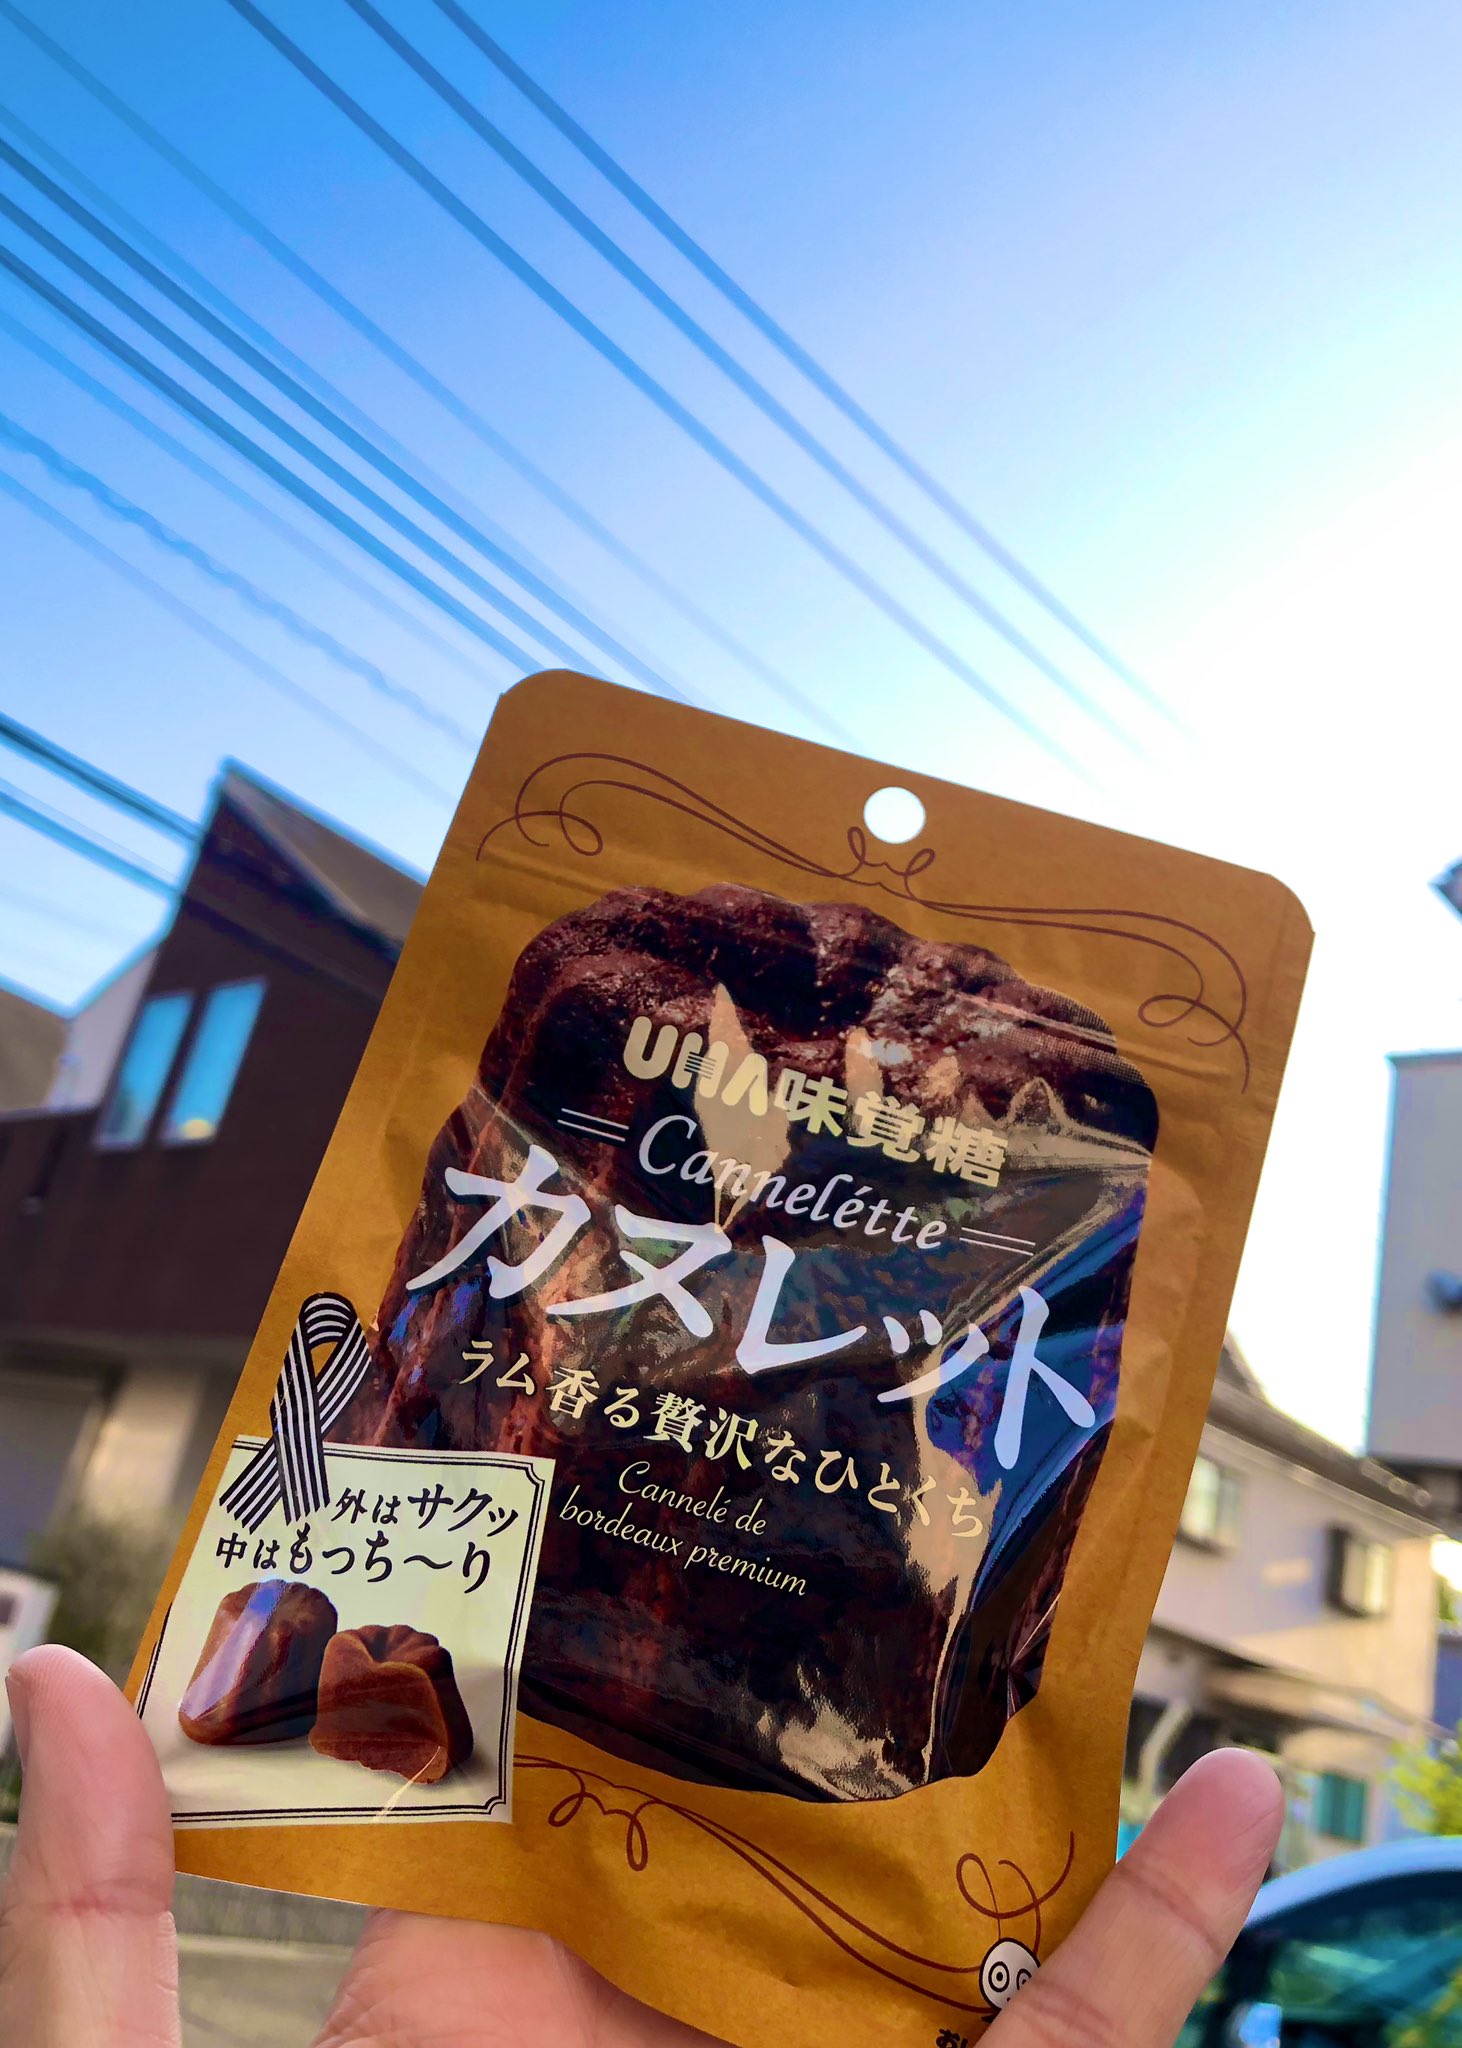 UHA味覚糖
Cannelétte
カヌレット
ラム香る贅沢なひとくち
Cannelé de
bordeaux premium
外はサクッ
中はもっち〜り